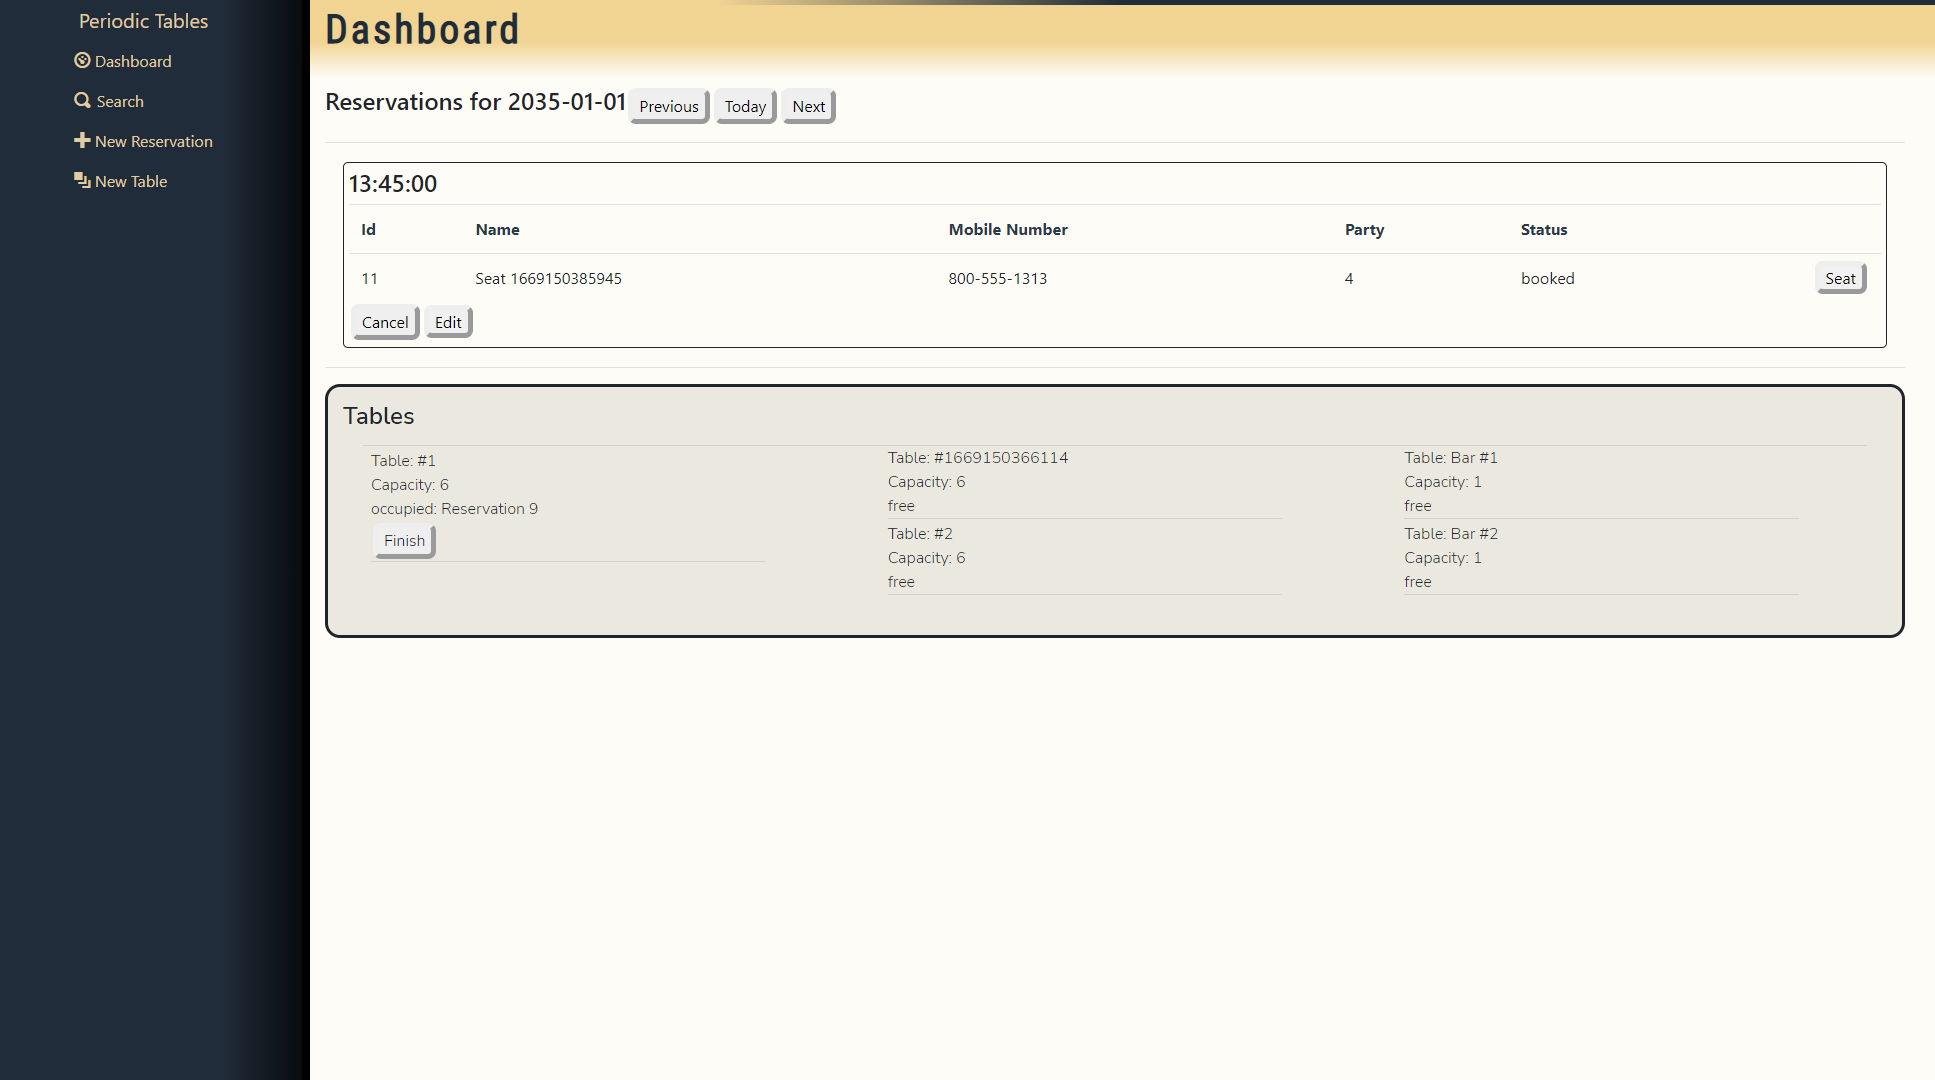 Periodic Tables
Dashboard
Search
New Reservation
New Table
Dashboard
Reservations for 2035-01-01 Previous Today Next
13:45:00
Id Name Mobile Number Party Status
11 Seat 1669150385945 800-555-1313 4 booked Seat
Cancel Edit
Tables
Table: #1
Capacity: 6
occupied: Reservation 9
Finish
Table: #1669150366114
Capacity: 6
free
Table: #2
Capacity: 6
free
Table: Bar #1
Capacity: 1
free
Table: Bar #2
Capacity: 1
free